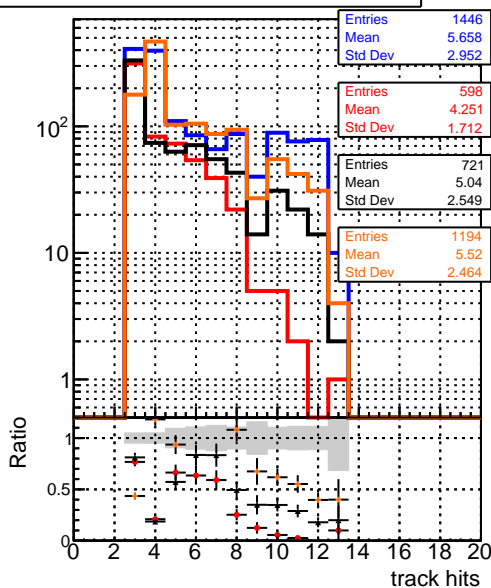 Entries 1446
Mean 5.658
Std Dev 2.952
Entries 598
Mean 4.251
Std Dev 1.712
Entries 721
Mean 5.04
Std Dev 2.549
Entries 1194
Mean 5.52
Std Dev 2.464
10²
10
1
Ratio
1
0.5
0
0 2 4 6 8 10 12 14 16 18 20
track hits